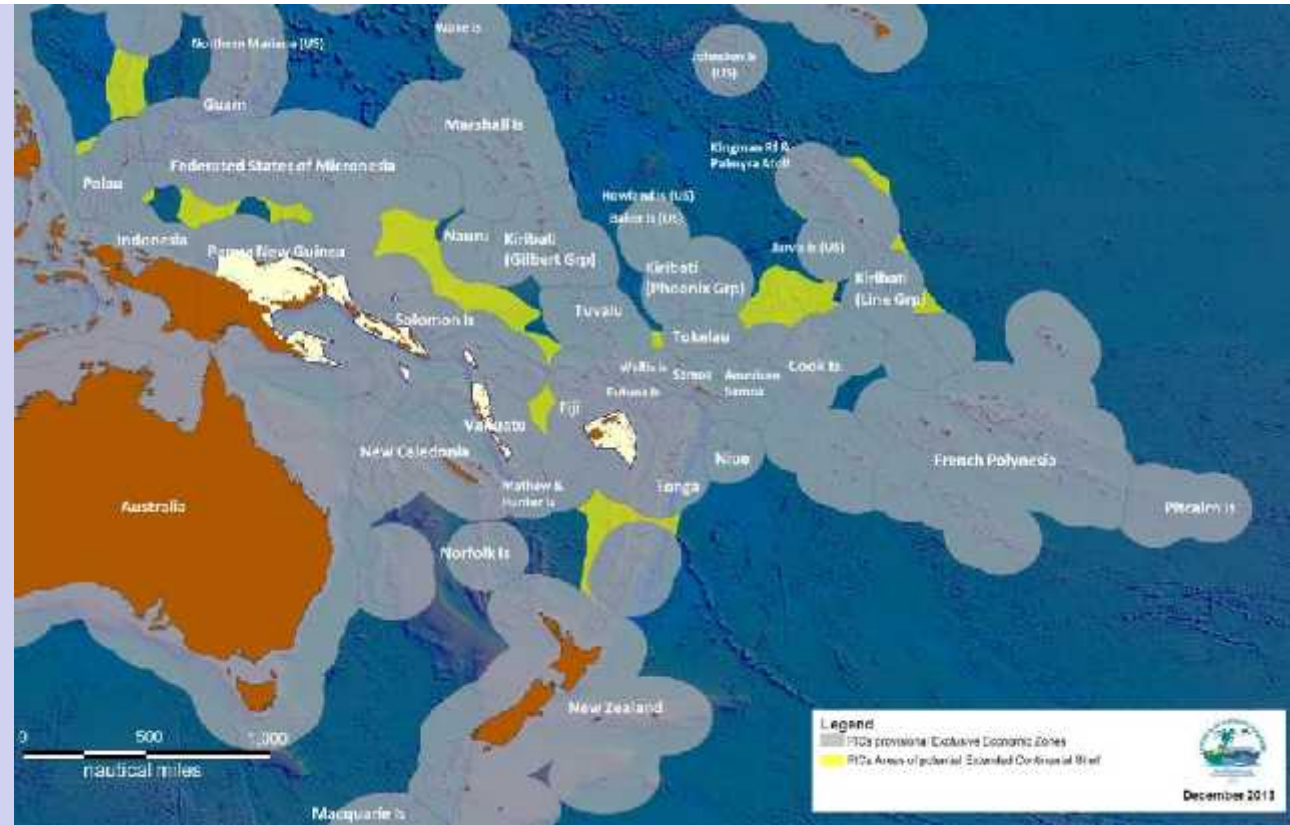 Wake Is
Northern Mariana (US)
Johnston Is
(US)
Guam
Marshall Is
Kingman Rf &
Palmyra Atoll
Federated States of Micronesia
Palau
Howland Is (US)
Baker Is (US)
Indonesia
Nauru
Kiribati
(Gilbert Grp)
Jarvis Is (US)
Papua New Guinea
Kiribati
(Phoenix Grp)
Kiribati
(Line Grp)
Tuvalu
Solomon Is
Tokelau
Wallis Is
Samoa
American
Samoa
Cook Is
Futuna Is
Fiji
Vanuatu
New Caledonia
Niue
French Polynesia
Mathew &
Hunter Is
Tonga
Australia
Pitcairn Is
Norfolk Is
New Zealand
0 500 1,000
nautical miles
Macquarie Is
Legend
PICs provisional Exclusive Economic Zones
PICs Areas of potential Extended Continental Shelf
December 2013